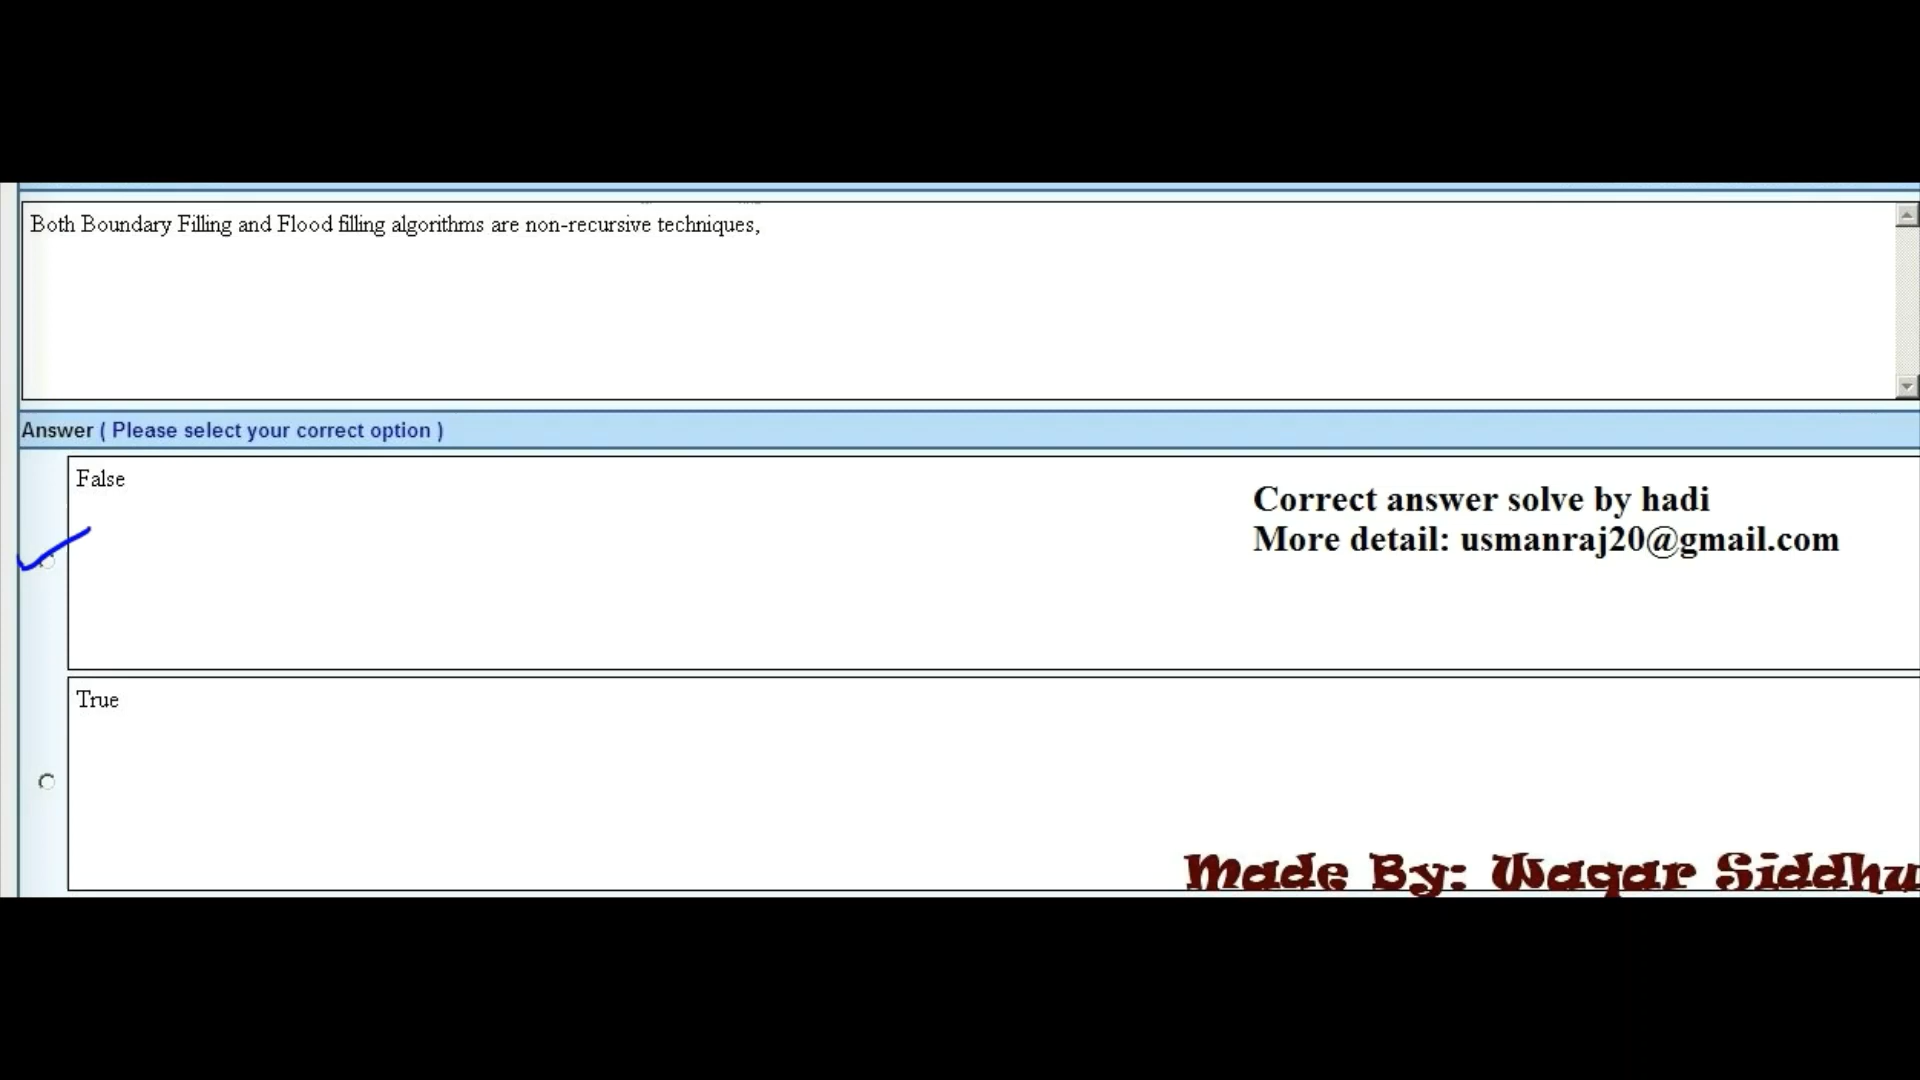 Both Boundary Filling and Flood filling algorithms are non-recursive techniques,
Answer ( Please select your correct option )
False
Correct answer solve by hadi
More detail: usmanraj20@gmail.com
True
Made By: Waqar Siddhu